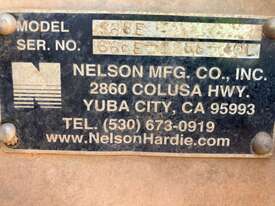 MODEL
SER. NO.
N
NELSON MFG. CO., INC.
2860 COLUSA HWY.
YUBA CITY, CA 95993
TEL. (530) 673-0919
www.NelsonHardie.com